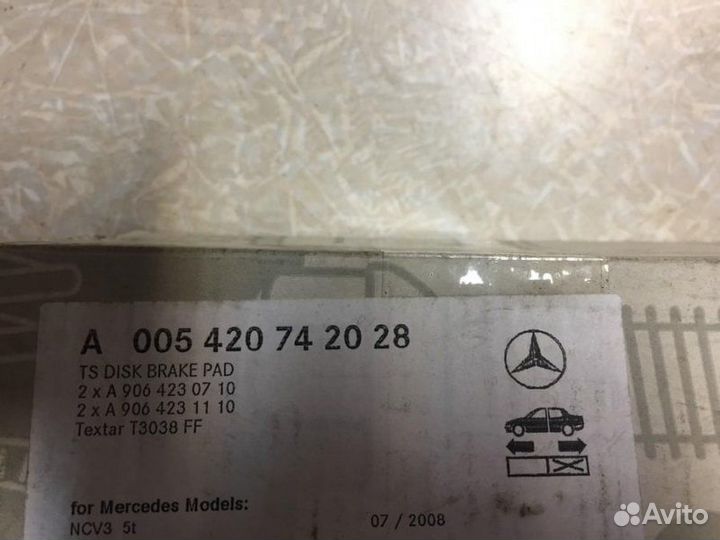 A 005 420 74 20 28
TS DISK BRAKE PAD
2 x A 906 423 07 10
2 x A 906 423 11 10
Textar T3038 FF
for Mercedes Models:
NCV3 5t
07 / 2008
Avito